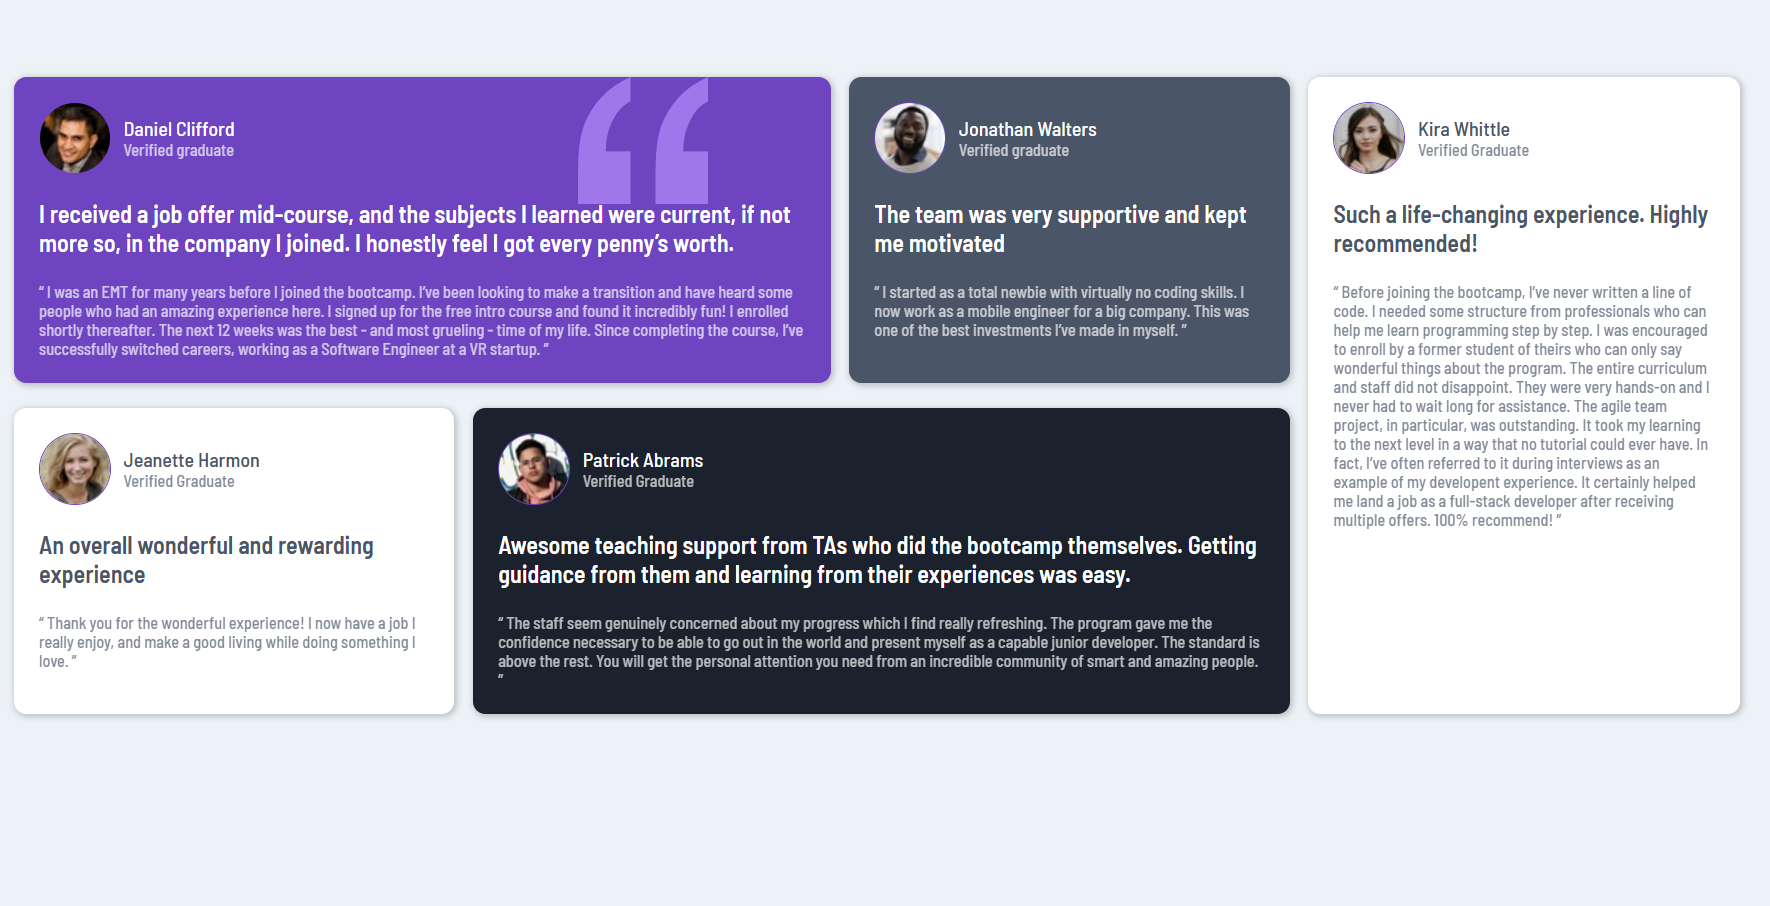 Daniel Clifford
Verified graduate
I received a job offer mid-course, and the subjects I learned were current, if not
more so, in the company I joined. I honestly feel I got every penny’s worth.
“ I was an EMT for many years before I joined the bootcamp. I’ve been looking to make a transition and have heard some
people who had an amazing experience here. I signed up for the free intro course and found it incredibly fun! I enrolled
shortly thereafter. The next 12 weeks was the best - and most grueling - time of my life. Since completing the course, I’ve
successfully switched careers, working as a Software Engineer at a VR startup. ”
Jonathan Walters
Verified graduate
The team was very supportive and kept
me motivated
“ I started as a total newbie with virtually no coding skills. I
now work as a mobile engineer for a big company. This was
one of the best investments I’ve made in myself. ”
Kira Whittle
Verified Graduate
Such a life-changing experience. Highly
recommended!
“ Before joining the bootcamp, I’ve never written a line of
code. I needed some structure from professionals who can
help me learn programming step by step. I was encouraged
to enroll by a former student of theirs who can only say
wonderful things about the program. The entire curriculum
and staff did not disappoint. They were very hands-on and I
never had to wait long for assistance. The agile team
project, in particular, was outstanding. It took my learning
to the next level in a way that no tutorial could ever have. In
fact, I’ve often referred to it during interviews as an
example of my developent experience. It certainly helped
me land a job as a full-stack developer after receiving
multiple offers. 100% recommend! ”
Jeanette Harmon
Verified Graduate
An overall wonderful and rewarding
experience
“ Thank you for the wonderful experience! I now have a job I
really enjoy, and make a good living while doing something I
love. ”
Patrick Abrams
Verified Graduate
Awesome teaching support from TAs who did the bootcamp themselves. Getting
guidance from them and learning from their experiences was easy.
“ The staff seem genuinely concerned about my progress which I find really refreshing. The program gave me the
confidence necessary to be able to go out in the world and present myself as a capable junior developer. The standard is
above the rest. You will get the personal attention you need from an incredible community of smart and amazing people.
”